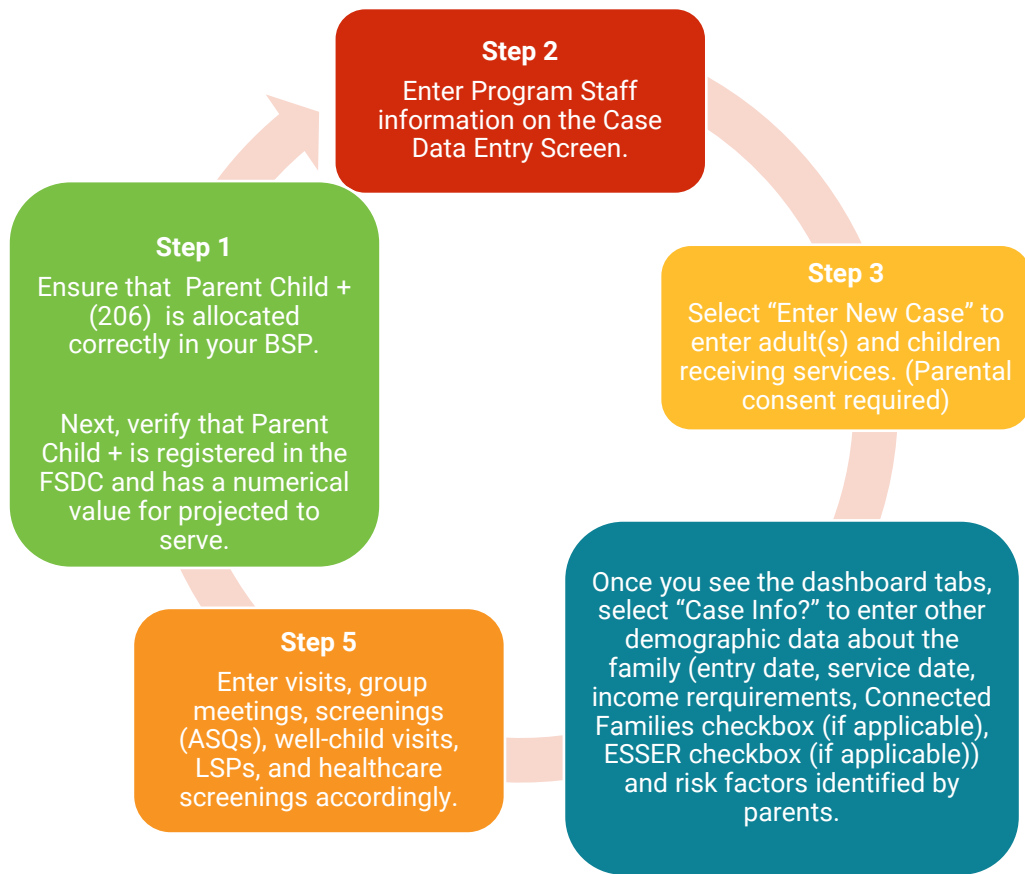 Step 1
Ensure that Parent Child +
(206) is allocated
correctly in your BSP.
Next, verify that Parent
Child + is registered in the
FSDC and has a numerical
value for projected to
serve.
Step 2
Enter Program Staff
information on the Case
Data Entry Screen.
Step 3
Select “Enter New Case” to
enter adult(s) and children
receiving services. (Parental
consent required)
Once you see the dashboard tabs,
select “Case Info?” to enter other
demographic data about the
family (entry date, service date,
income rerquirements, Connected
Families checkbox (if applicable),
ESSER checkbox (if applicable))
and risk factors identified by
parents.
Step 5
Enter visits, group
meetings, screenings
(ASQs), well-child visits,
LSPs, and healthcare
screenings accordingly.